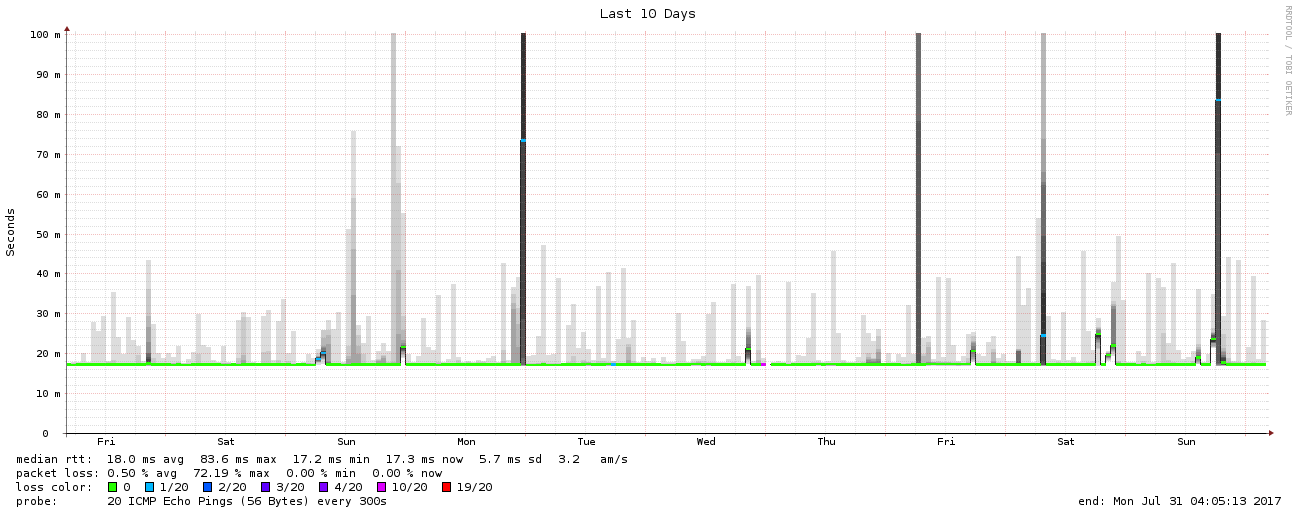 Last 10 Days
RRDTOOL / TOBI OETIKER
Seconds
100 m
90 m
80 m
70 m
60 m
50 m
40 m
30 m
20 m
10 m
0
Fri Sat Sun Mon Tue Wed Thu Fri Sat Sun
median rtt: 18.0 ms avg 83.6 ms max 17.2 ms min 17.3 ms now 5.7 ms sd 3.2 am/s
packet loss: 0.50 % avg 72.19 % max 0.00 % min 0.00 % now
loss color: 0 1/20 2/20 3/20 4/20 10/20 19/20
probe: 20 ICMP Echo Pings (56 Bytes) every 300s end: Mon Jul 31 04:05:13 2017